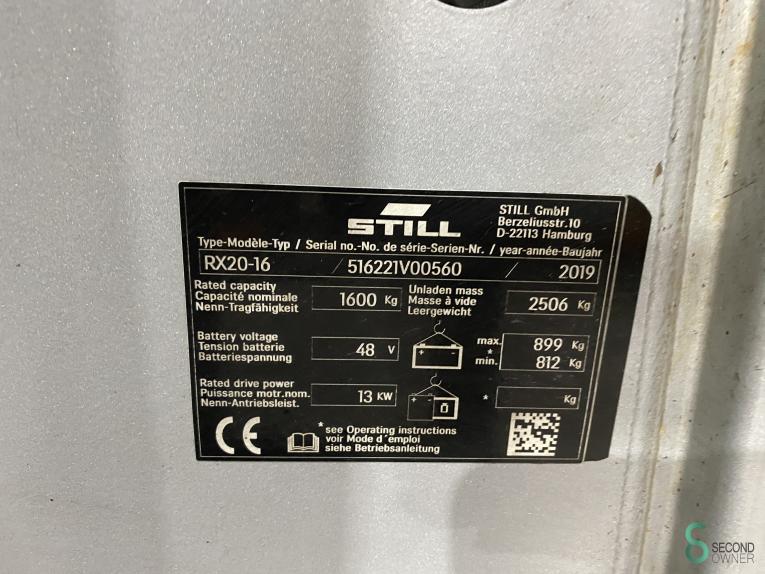 STILL
STILL GmbH
Berzeliusstr.10
D-22113 Hamburg
Type-Modèle-Typ / Serial no.-No. de série-Serien-Nr. / year-année-Baujahr
RX20-16 / 516221V00560 / 2019
Rated capacity
Capacité nominale
Nenn-Tragfähigkeit
1600 Kg
Unladen mass
Masse à vide
Leergewicht
2506 Kg
Battery voltage
Tension batterie
Batteriespannung
48 V
+ -
max. 899 Kg
*
min. 812 Kg
Rated drive power
Puissance motr.nom.
Nenn-Antriebsleist.
13 KW
+ -
* Kg
CE
*see Operating instructions
voir Mode d'emploi
siehe Betriebsanleitung
SECOND
OWNER